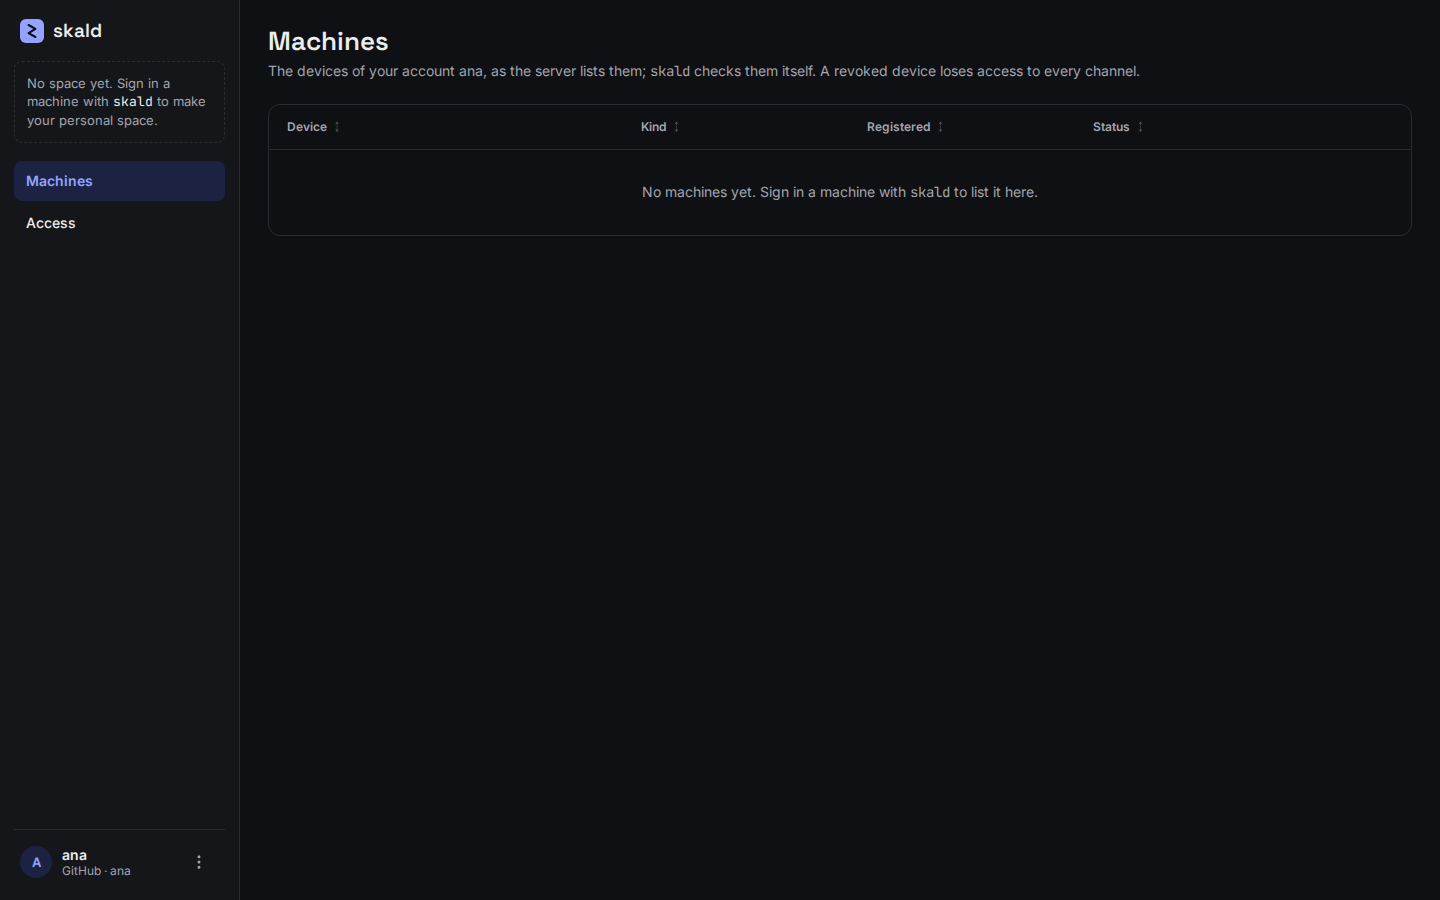 skald
No space yet. Sign in a
machine with skald to make
your personal space.
Machines
Access
Machines
The devices of your account ana, as the server lists them; skald checks them itself. A revoked device loses access to every channel.
Device Kind Registered Status
No machines yet. Sign in a machine with skald to list it here.
A
ana
GitHub · ana